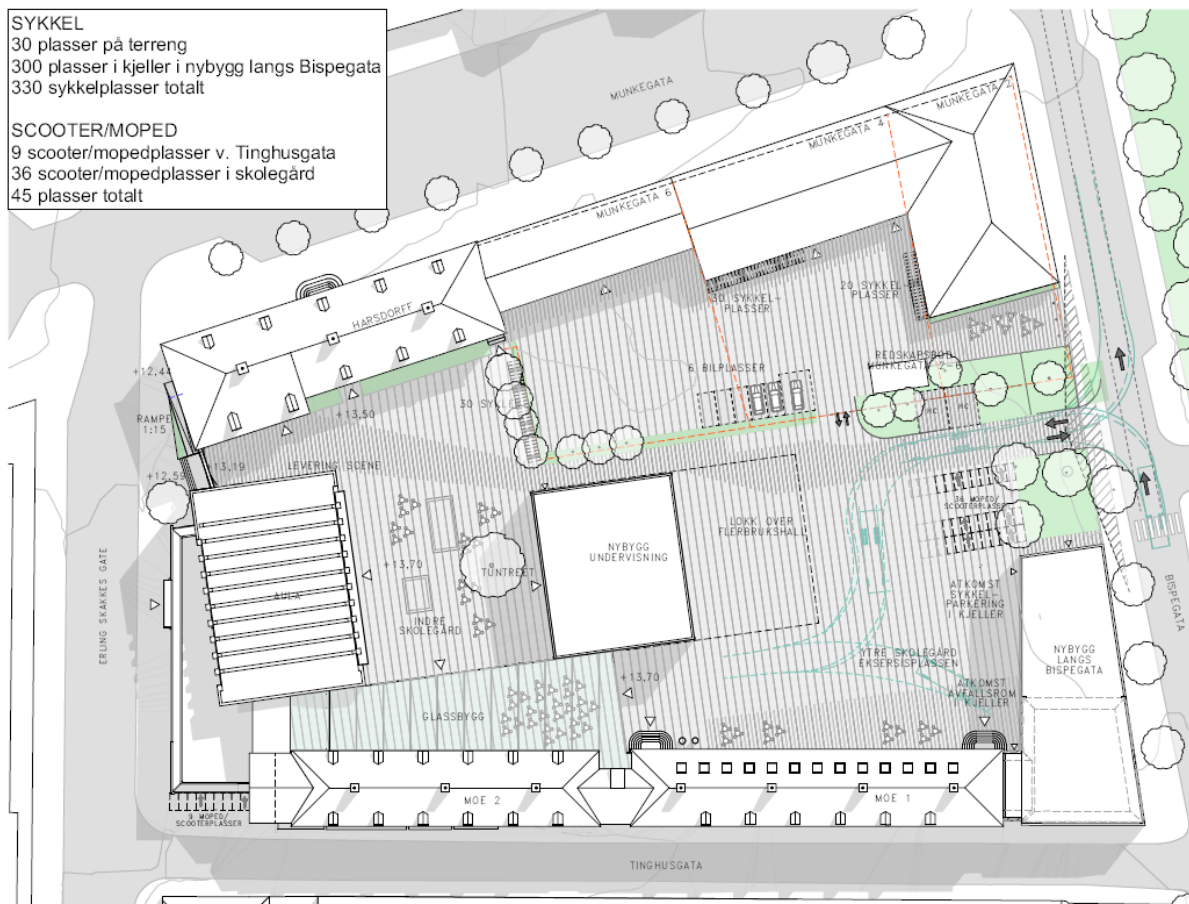 SYKKEL
30 plasser på terreng
300 plasser i kjeller i nybygg langs Bispegata
330 sykkelplasser totalt
SCOOTER/MOPED
9 scooter/mopedplasser v. Tinghusgata
36 scooter/mopedplasser i skolegård
45 plasser totalt
MUNKEGATA
MUNKEGATA 2
MUNKEGATA 4
MUNKEGATA 6
HARSDORFF
30 SYKKEL-
PLASSER
20 SYKKEL-
PLASSER
REDSKAPSBOD
MUNKEGATA 2-6
6 BILPLASSER
HC
+12,44
RAMPE
1:15
+13,50
+12,59
+13,19
LEVERING SCENE
36 MOPED/
SCOOTERPLASSER
LOKK OVER
FLERBRUKSHALL
NYBYGG
UNDERVISNING
TUNTREET
+13,70
INDRE
SKOLEGÅRD
AULA
ERLING SKAKKES GATE
BISPEGATA
ATKOMST
SYKKEL-
PARKERING
I KJELLER
YTRE SKOLEGÅRD
EKSERSISPLASSEN
NYBYGG
LANGS
BISPEGATA
ATKOMST
AVFALLSROM
I KJELLER
+13,70
GLASSBYGG
MOE 2
MOE 1
9 MOPED/
SCOOTERPLASSER
TINGHUSGATA